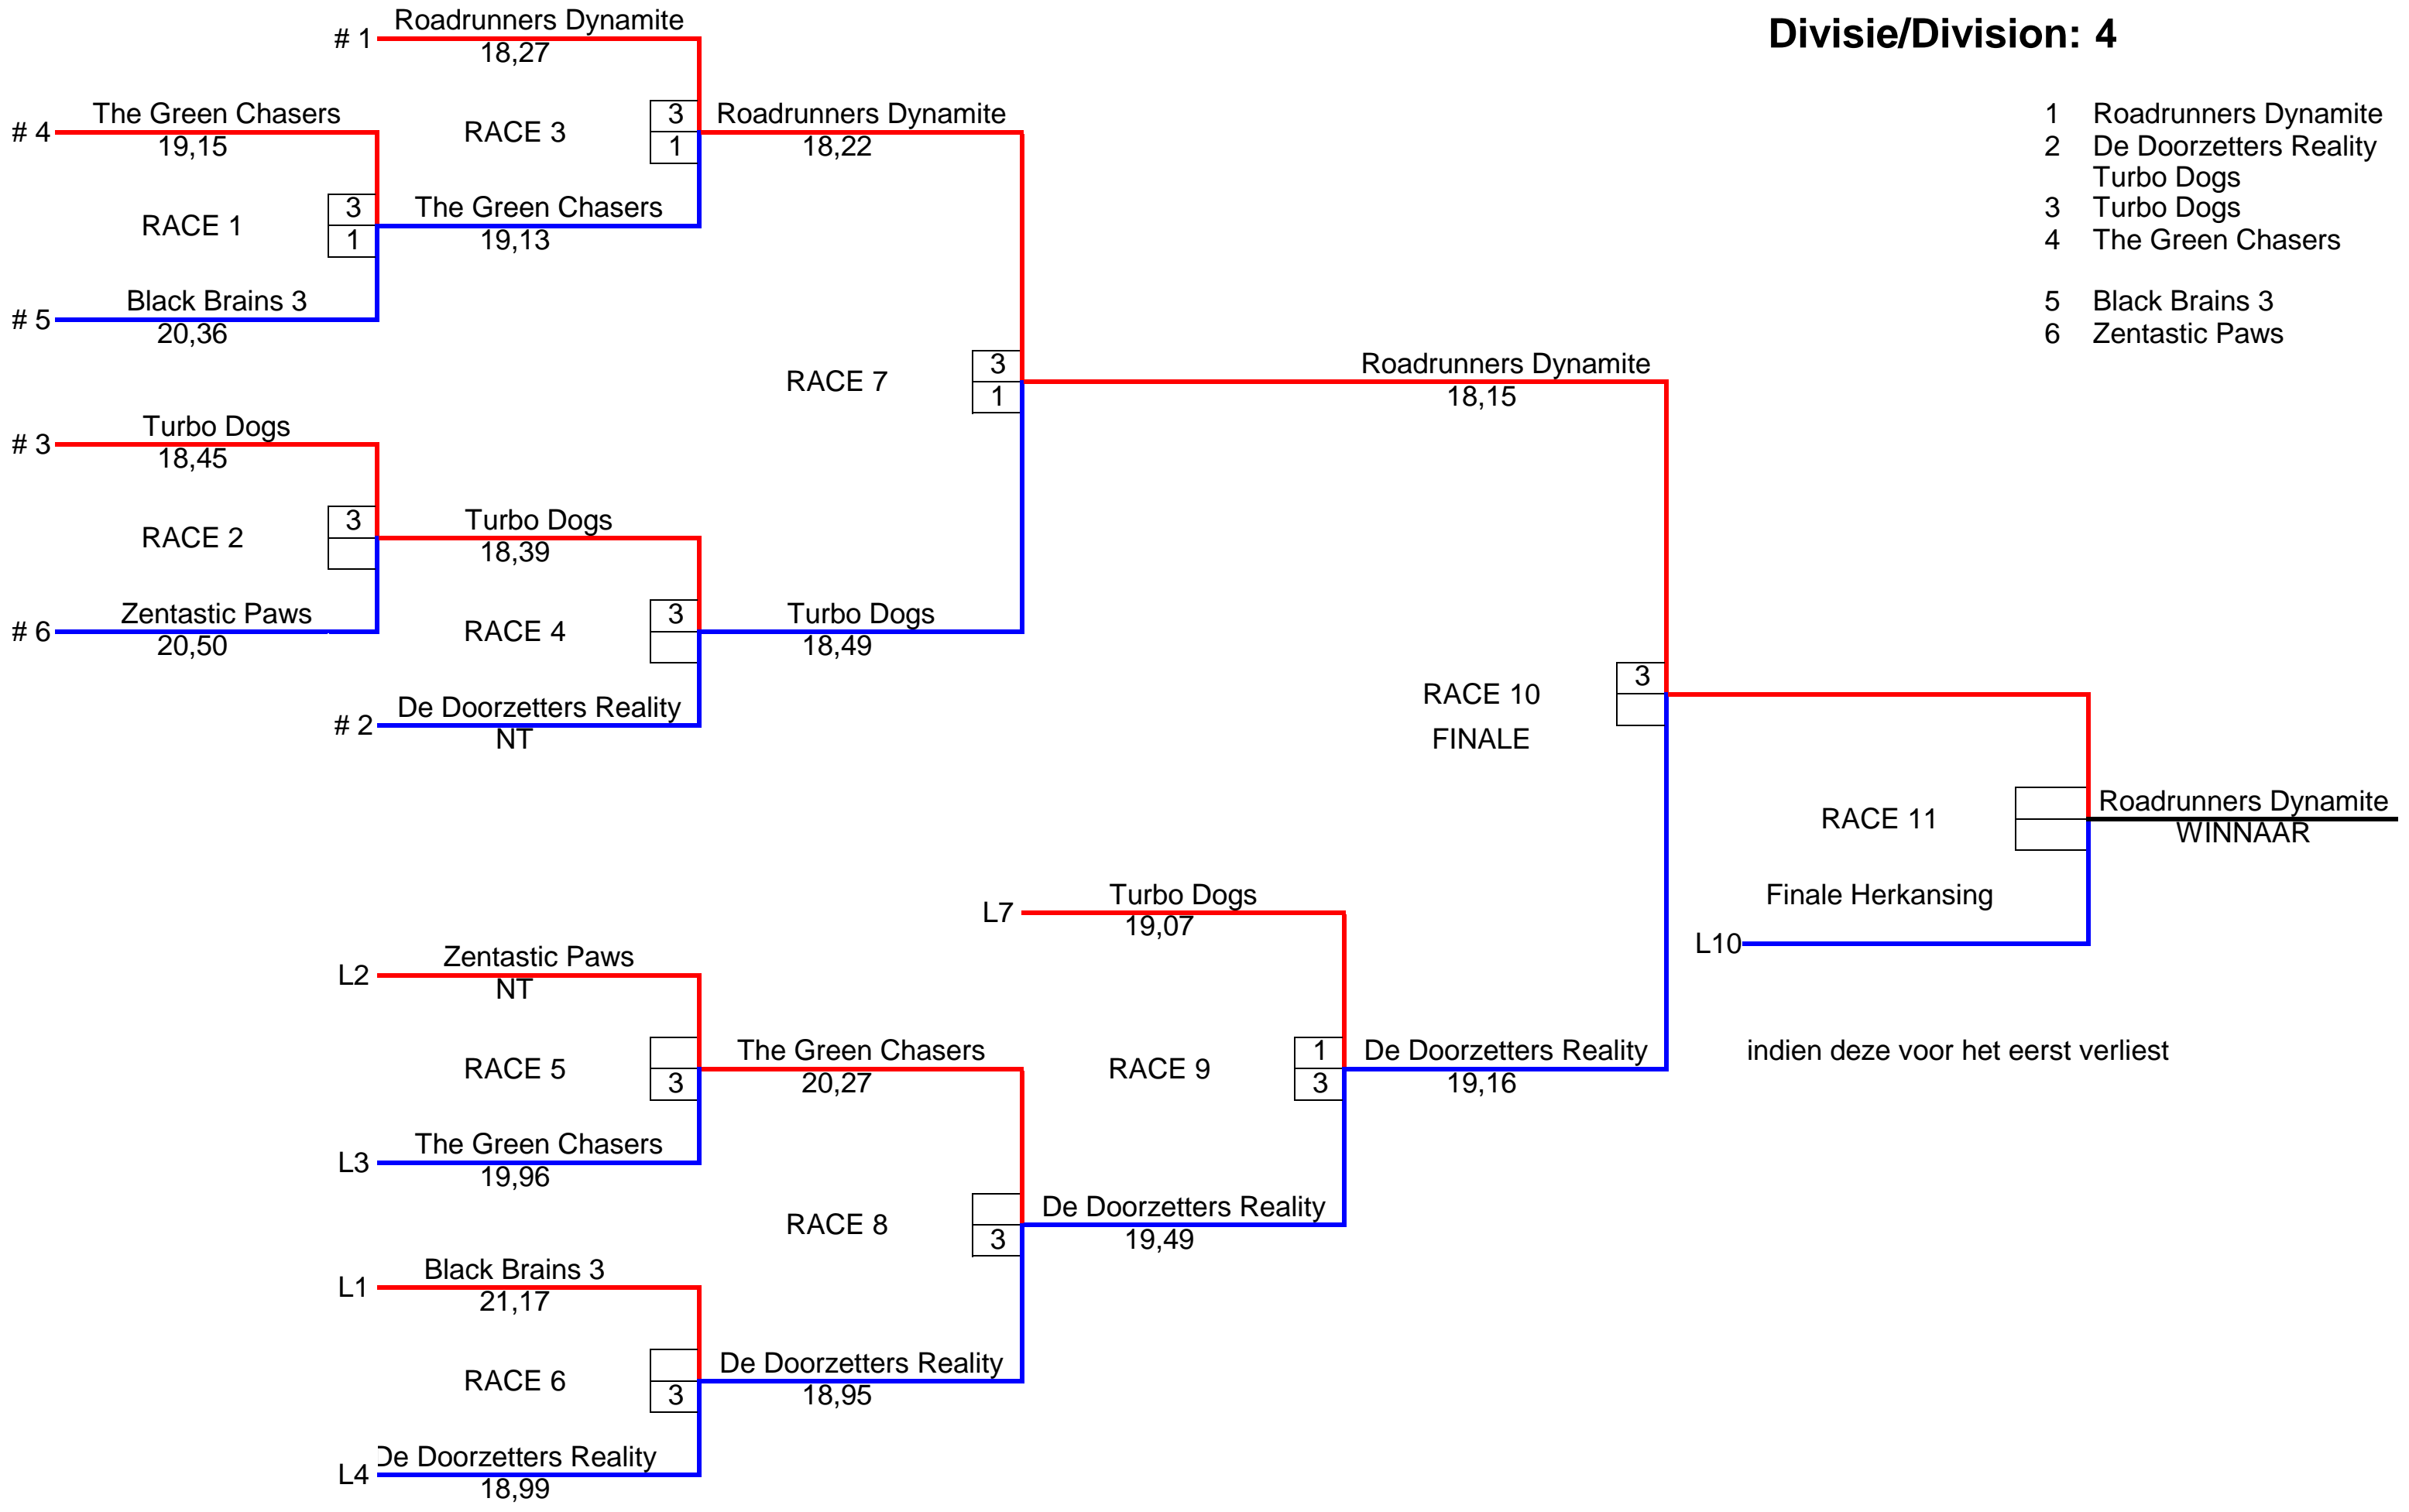 Divisie/Division: 4
1 Roadrunners Dynamite
2 De Doorzetters Reality
Turbo Dogs
3 Turbo Dogs
4 The Green Chasers
5 Black Brains 3
6 Zentastic Paws
# 1 Roadrunners Dynamite
18,27
# 4 The Green Chasers
19,15
RACE 1
3
1
# 5 Black Brains 3
20,36
RACE 3
3
1
The Green Chasers
19,13
Roadrunners Dynamite
18,22
# 3 Turbo Dogs
18,45
RACE 2
3
# 6 Zentastic Paws
20,50
Turbo Dogs
18,39
RACE 4
3
# 2 De Doorzetters Reality
NT
Turbo Dogs
18,49
RACE 7
3
1
Roadrunners Dynamite
18,15
RACE 10
3
FINALE
RACE 11
Roadrunners Dynamite
WINNAAR
Finale Herkansing
L10
indien deze voor het eerst verliest
L7 Turbo Dogs
19,07
L2 Zentastic Paws
NT
RACE 5
3
L3 The Green Chasers
19,96
The Green Chasers
20,27
RACE 9
1
3
De Doorzetters Reality
19,16
RACE 8
3
De Doorzetters Reality
19,49
L1 Black Brains 3
21,17
RACE 6
3
De Doorzetters Reality
18,95
L4 De Doorzetters Reality
18,99